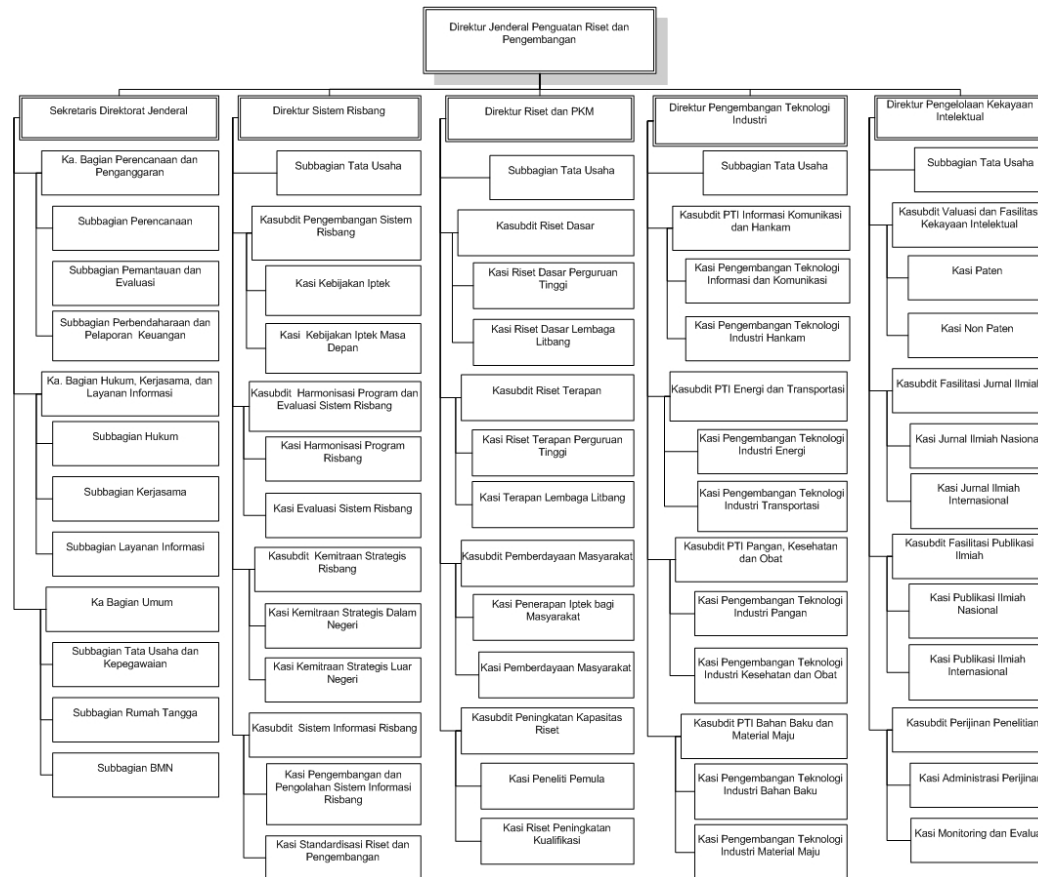 Direktur Jenderal Penguatan Riset dan
Pengembangan
Sekretaris Direktorat Jenderal
Ka. Bagian Perencanaan dan
Penganggaran
Subbagian Perencanaan
Subbagian Pemantauan dan
Evaluasi
Subbagian Perbendaharaan dan
Pelaporan Keuangan
Ka. Bagian Hukum, Kerjasama, dan
Layanan Informasi
Subbagian Hukum
Subbagian Kerjasama
Subbagian Layanan Informasi
Ka Bagian Umum
Subbagian Tata Usaha dan
Kepegawaian
Subbagian Rumah Tangga
Subbagian BMN
Direktur Sistem Risbang
Subbagian Tata Usaha
Kasubdit Pengembangan Sistem
Risbang
Kasi Kebijakan Iptek
Kasi Kebijakan Iptek Masa
Depan
Kasubdit Harmonisasi Program dan
Evaluasi Sistem Risbang
Kasi Harmonisasi Program
Risbang
Kasi Evaluasi Sistem Risbang
Kasubdit Kemitraan Strategis
Risbang
Kasi Kemitraan Strategis Dalam
Negeri
Kasi Kemitraan Strategis Luar
Negeri
Kasubdit Sistem Informasi Risbang
Kasi Pengembangan dan
Pengolahan Sistem Informasi
Risbang
Kasi Standardisasi Riset dan
Pengembangan
Direktur Riset dan PKM
Subbagian Tata Usaha
Kasubdit Riset Dasar
Kasi Riset Dasar Perguruan
Tinggi
Kasi Riset Dasar Lembaga
Litbang
Kasubdit Riset Terapan
Kasi Riset Terapan Perguruan
Tinggi
Kasi Terapan Lembaga Litbang
Kasubdit Pemberdayaan Masyarakat
Kasi Penerapan Iptek bagi
Masyarakat
Kasi Pemberdayaan Masyarakat
Kasubdit Peningkatan Kapasitas
Riset
Kasi Peneliti Pemula
Kasi Riset Peningkatan
Kualifikasi
Direktur Pengembangan Teknologi
Industri
Subbagian Tata Usaha
Kasubdit PTI Informasi Komunikasi
dan Hankam
Kasi Pengembangan Teknologi
Informasi dan Komunikasi
Kasi Pengembangan Teknologi
Industri Hankam
Kasubdit PTI Energi dan Transportasi
Kasi Pengembangan Teknologi
Industri Energi
Kasi Pengembangan Teknologi
Industri Transportasi
Kasubdit PTI Pangan, Kesehatan
dan Obat
Kasi Pengembangan Teknologi
Industri Pangan
Kasi Pengembangan Teknologi
Industri Kesehatan dan Obat
Kasubdit PTI Bahan Baku dan
Material Maju
Kasi Pengembangan Teknologi
Industri Bahan Baku
Kasi Pengembangan Teknologi
Industri Material Maju
Direktur Pengelolaan Kekayaan
Intelektual
Subbagian Tata Usaha
Kasubdit Valuasi dan Fasilitas
Kekayaan Intelektual
Kasi Paten
Kasi Non Paten
Kasubdit Fasilitasi Jurnal Ilmiah
Kasi Jurnal Ilmiah Nasional
Kasi Jurnal Ilmiah
Internasional
Kasubdit Fasilitasi Publikasi
Ilmiah
Kasi Publikasi Ilmiah
Nasional
Kasi Publikasi Ilmiah
Internasional
Kasubdit Perijinan Penelitian
Kasi Administrasi Perijinan
Kasi Monitoring dan Evalua